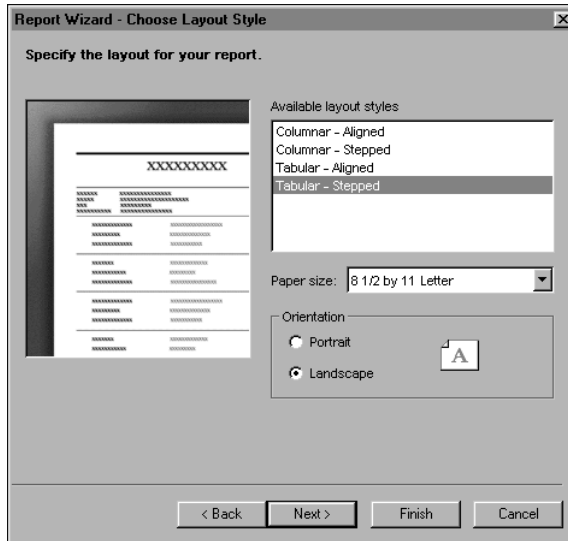 Report Wizard - Choose Layout Style
Specify the layout for your report.
XXXXXXXXX
Available layout styles
Columnar - Aligned
Columnar - Stepped
Tabular - Aligned
Tabular - Stepped
Paper size: 8 1/2 by 11 Letter
Orientation
Portrait
A
Landscape
< Back Next > Finish Cancel